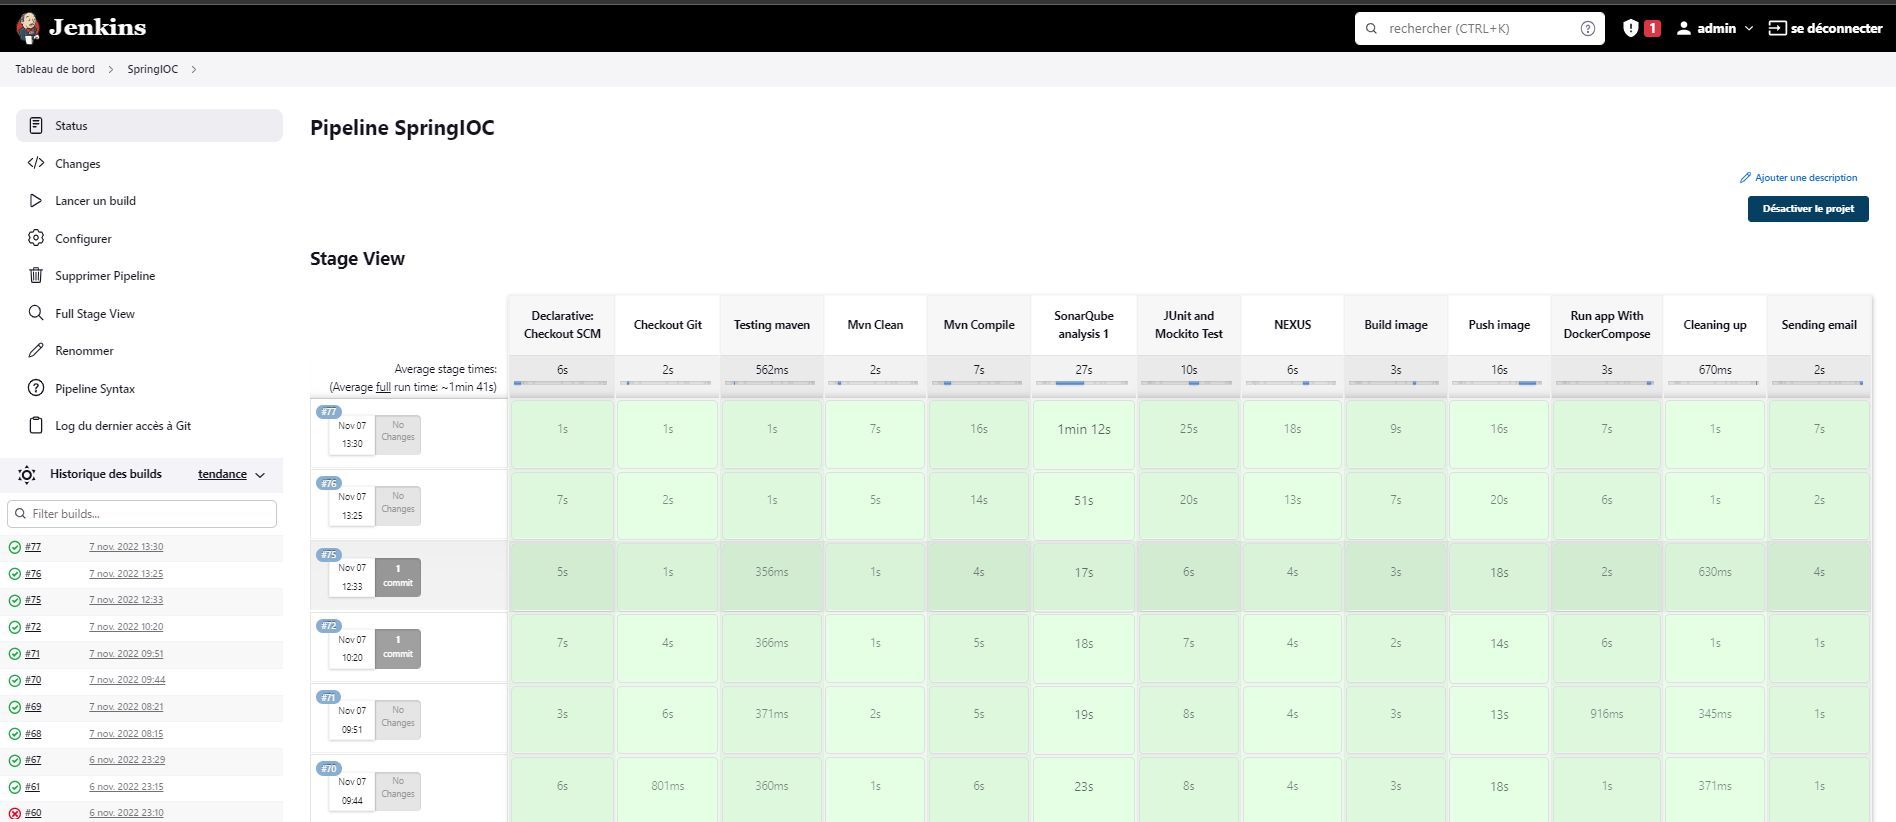 Jenkins
rechercher (CTRL+K)
1
admin
se déconnecter
Tableau de bord > SpringIOC >
Status
Changes
Lancer un build
Configurer
Supprimer Pipeline
Full Stage View
Renommer
Pipeline Syntax
Log du dernier accès à Git
Historique des builds tendance
Filter builds...
#77 7 nov. 2022 13:30
#76 7 nov. 2022 13:25
#75 7 nov. 2022 12:33
#72 7 nov. 2022 10:20
#71 7 nov. 2022 09:51
#70 7 nov. 2022 09:44
#69 7 nov. 2022 08:21
#68 7 nov. 2022 08:15
#67 6 nov. 2022 23:29
#61 6 nov. 2022 23:15
#60 6 nov. 2022 23:10
Pipeline SpringIOC
Ajouter une description
Désactiver le projet
Stage View
Declarative: Checkout SCM Checkout Git Testing maven Mvn Clean Mvn Compile SonarQube analysis 1 JUnit and Mockito Test NEXUS Build image Push image Run app With DockerCompose Cleaning up Sending email
Average stage times:
(Average full run time: ~1min 41s)
6s 2s 562ms 2s 7s 27s 10s 6s 3s 16s 3s 670ms 2s
#77
Nov 07 13:30 No Changes
1s 1s 1s 7s 16s 1min 12s 25s 18s 9s 16s 7s 1s 7s
#76
Nov 07 13:25 No Changes
7s 2s 1s 5s 14s 51s 20s 13s 7s 20s 6s 1s 2s
#75
Nov 07 12:33 1 commit
5s 1s 356ms 1s 4s 17s 6s 4s 3s 18s 2s 630ms 4s
#72
Nov 07 10:20 1 commit
7s 4s 366ms 1s 5s 18s 7s 4s 2s 14s 6s 1s 1s
#71
Nov 07 09:51 No Changes
3s 6s 371ms 2s 5s 19s 8s 4s 3s 13s 916ms 345ms 1s
#70
Nov 07 09:44 No Changes
6s 801ms 360ms 1s 6s 23s 8s 4s 3s 18s 1s 371ms 1s